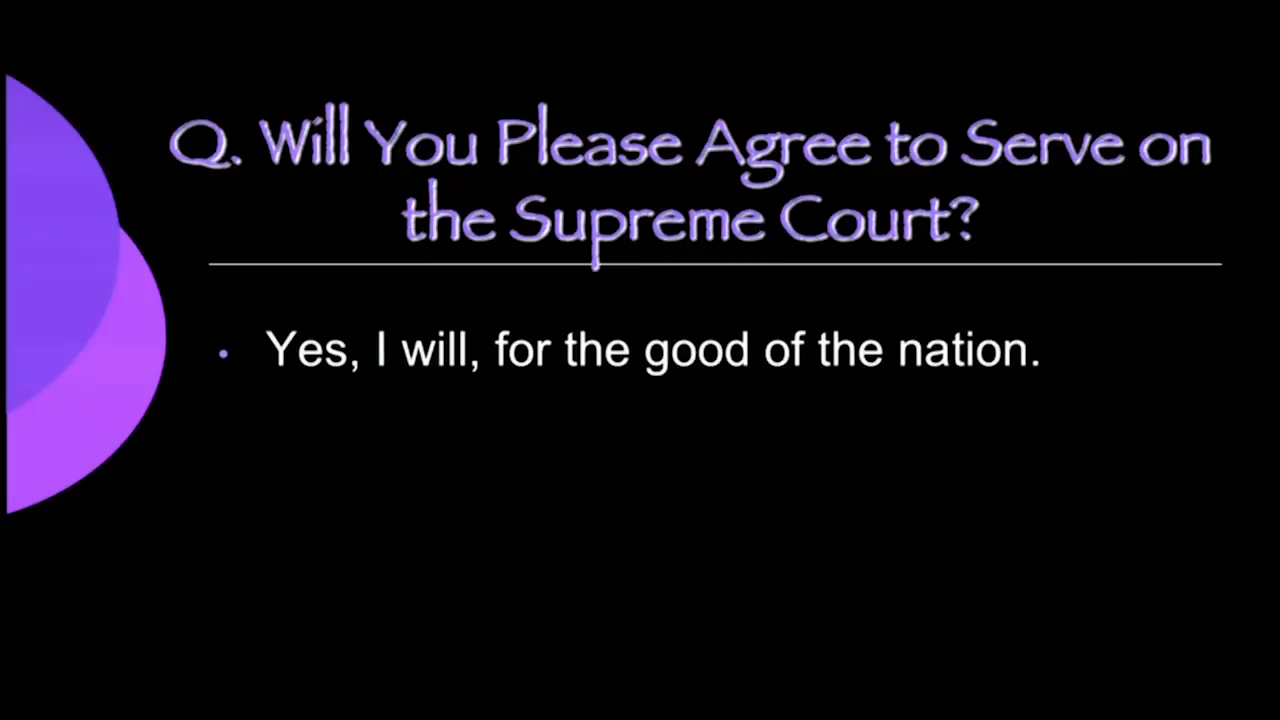 Q. Will You Please Agree to Serve on
the Supreme Court?
• Yes, I will, for the good of the nation.